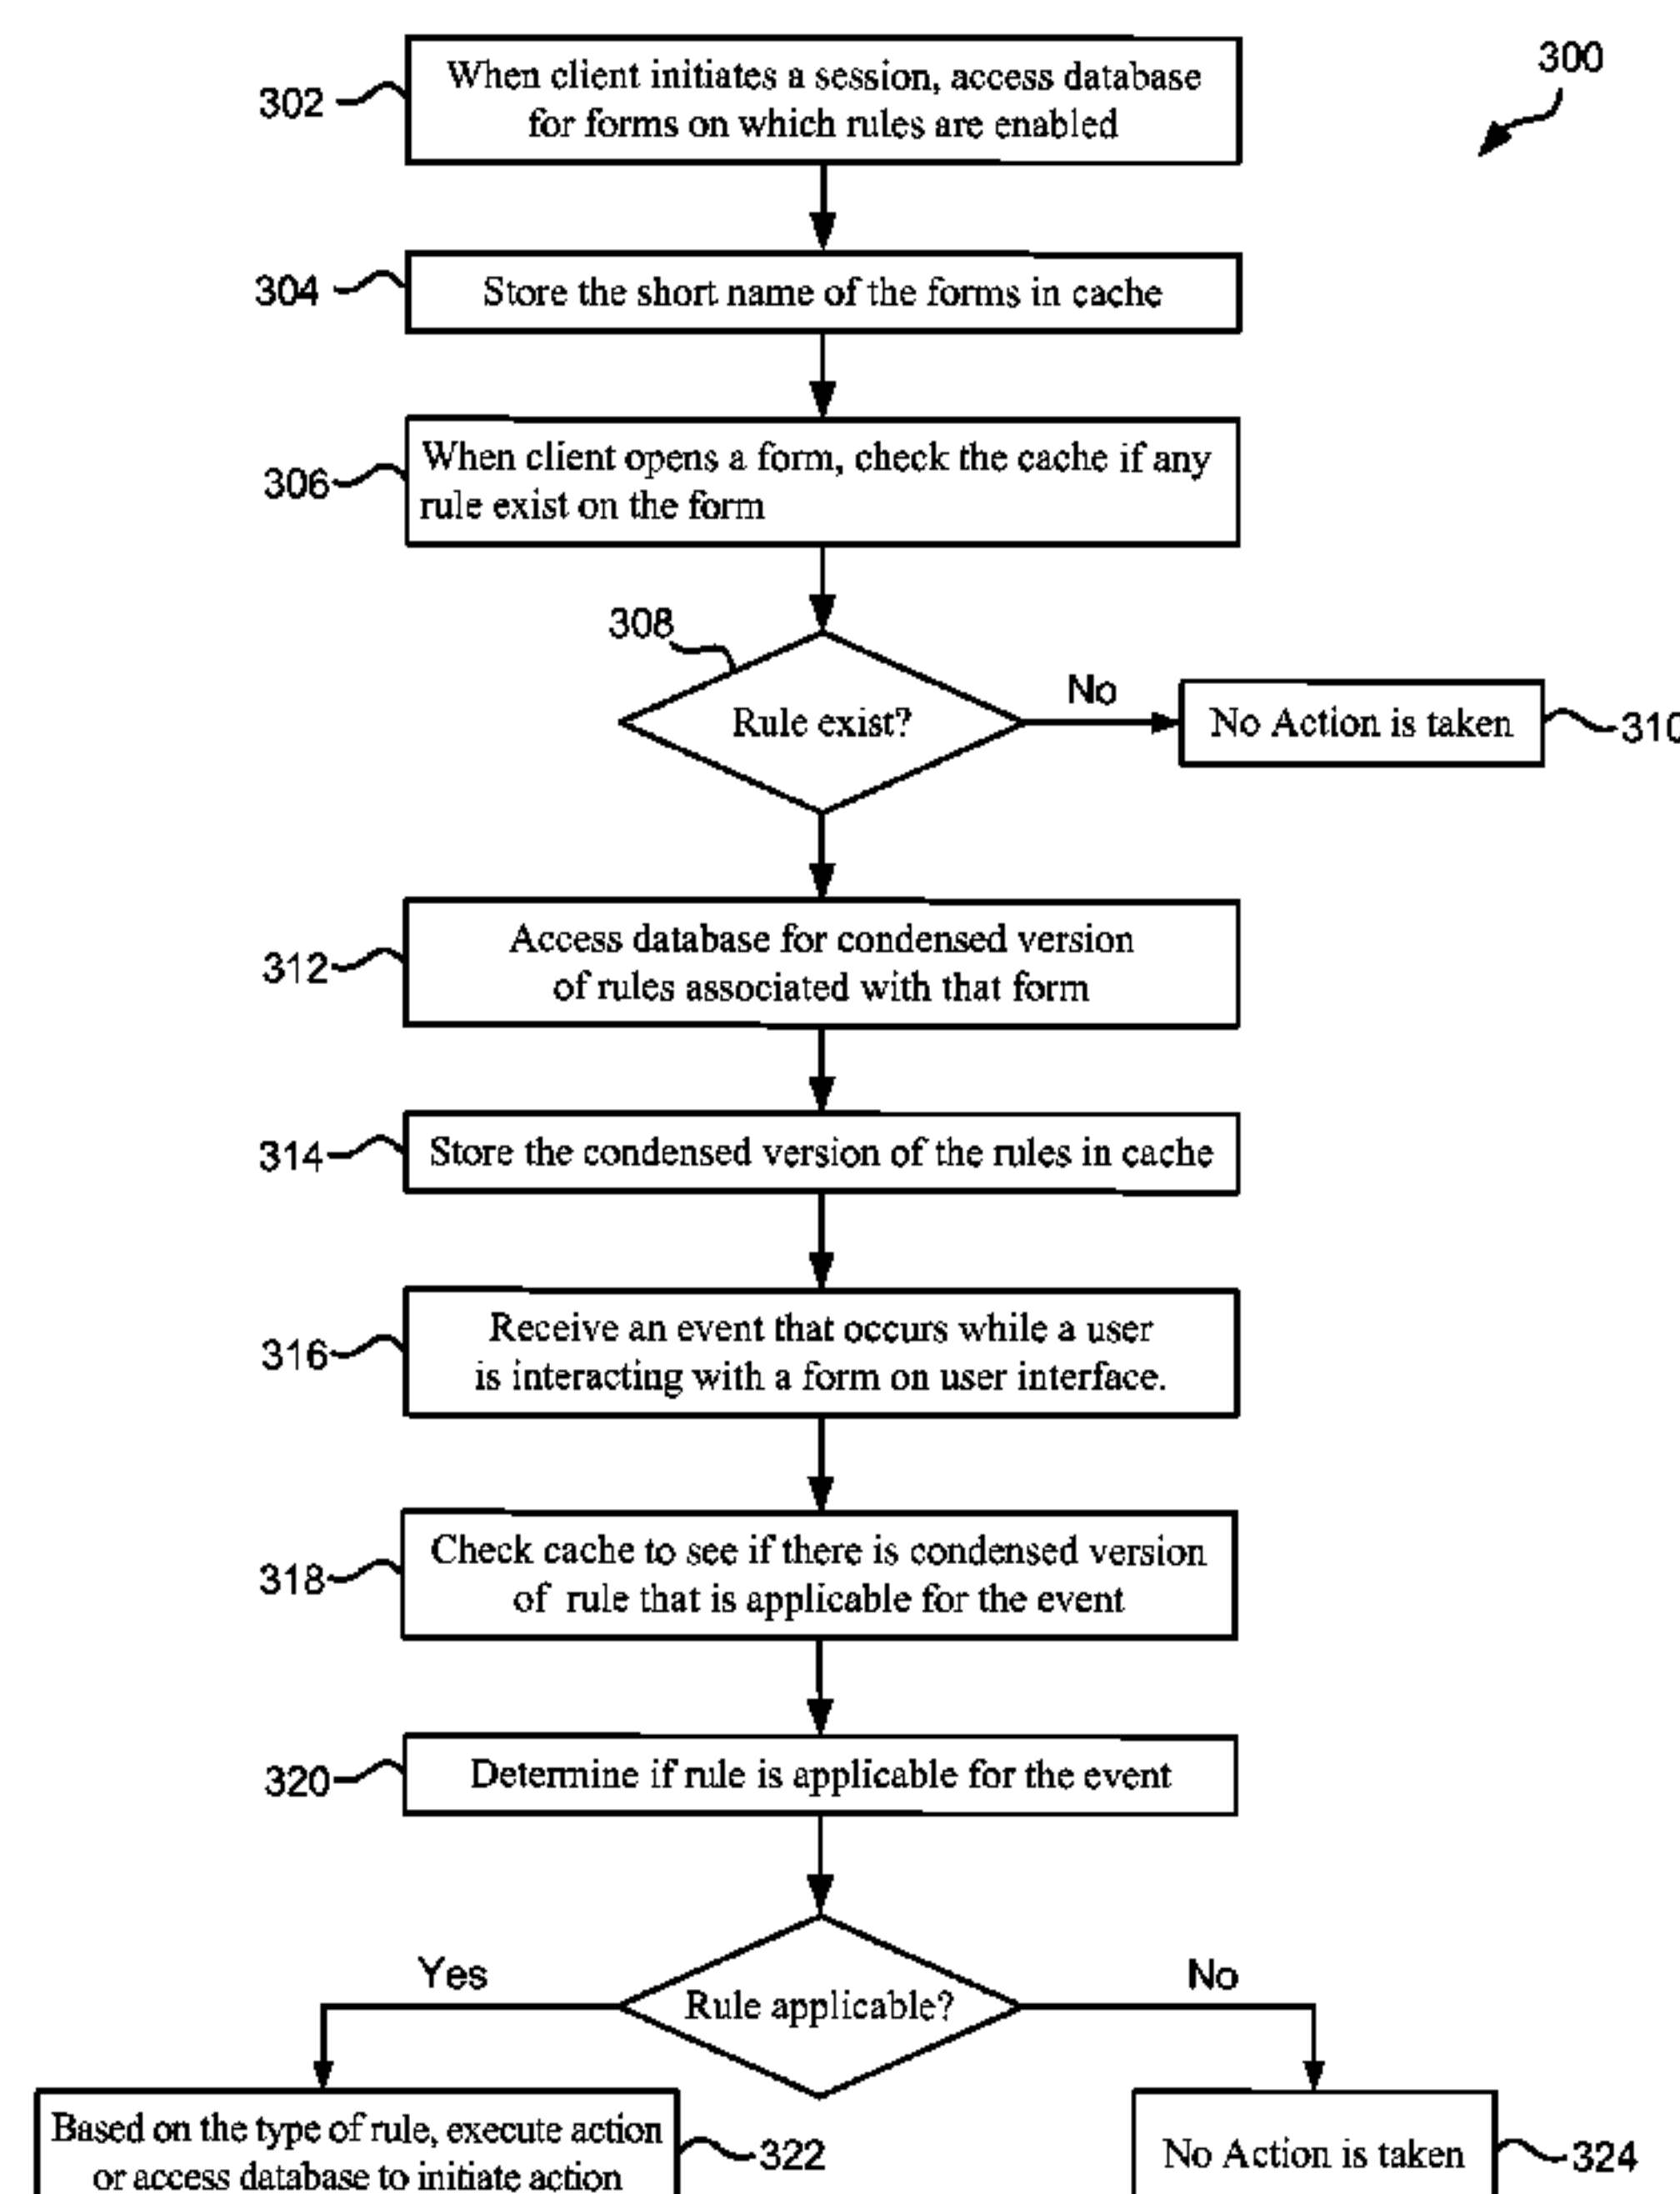 300
302
When client initiates a session, access database
for forms on which rules are enabled
304
Store the short name of the forms in cache
306
When client opens a form, check the cache if any
rule exist on the form
308
Rule exist?
No
No Action is taken
310
312
Access database for condensed version
of rules associated with that form
314
Store the condensed version of the rules in cache
316
Receive an event that occurs while a user
is interacting with a form on user interface.
318
Check cache to see if there is condensed version
of rule that is applicable for the event
320
Determine if rule is applicable for the event
Yes
Rule applicable?
No
Based on the type of rule, execute action
or access database to initiate action
322
No Action is taken
324